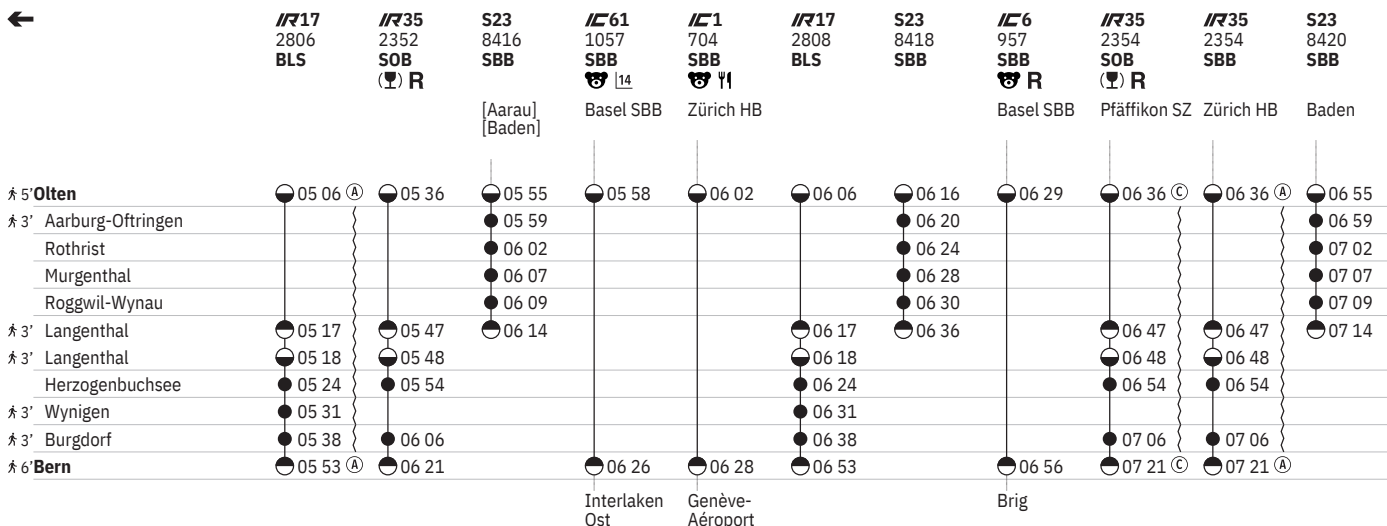 IR17 IR35 S23 IC61 IC1 IR17 S23 IC6 IR35 IR35 S23
2806 2352 8416 1057 704 2808 8418 957 2354 2354 8420
BLS SOB SBB SBB SBB BLS SBB SBB SOB SBB SBB
( ) R 14 R ( ) R
[Aarau] Basel SBB Zürich HB Basel SBB Pfäffikon SZ Zürich HB Baden
[Baden]
5' Olten 05 06 A 05 36 05 55 05 58 06 02 06 06 06 16 06 29 06 36 C 06 36 A 06 55
3' Aarburg-Oftringen 05 59 06 20 06 59
Rothrist 06 02 06 24 07 02
Murgenthal 06 07 06 28 07 07
Roggwil-Wynau 06 09 06 30 07 09
3' Langenthal 05 17 05 47 06 14 06 17 06 36 06 47 06 47 07 14
3' Langenthal 05 18 05 48 06 18 06 48 06 48
Herzogenbuchsee 05 24 05 54 06 24 06 54 06 54
3' Wynigen 05 31 06 31
3' Burgdorf 05 38 06 06 06 38 07 06 07 06
6' Bern 05 53 A 06 21 06 26 06 28 06 53 06 56 07 21 C 07 21 A
Interlaken Genève- Brig
Ost Aéroport